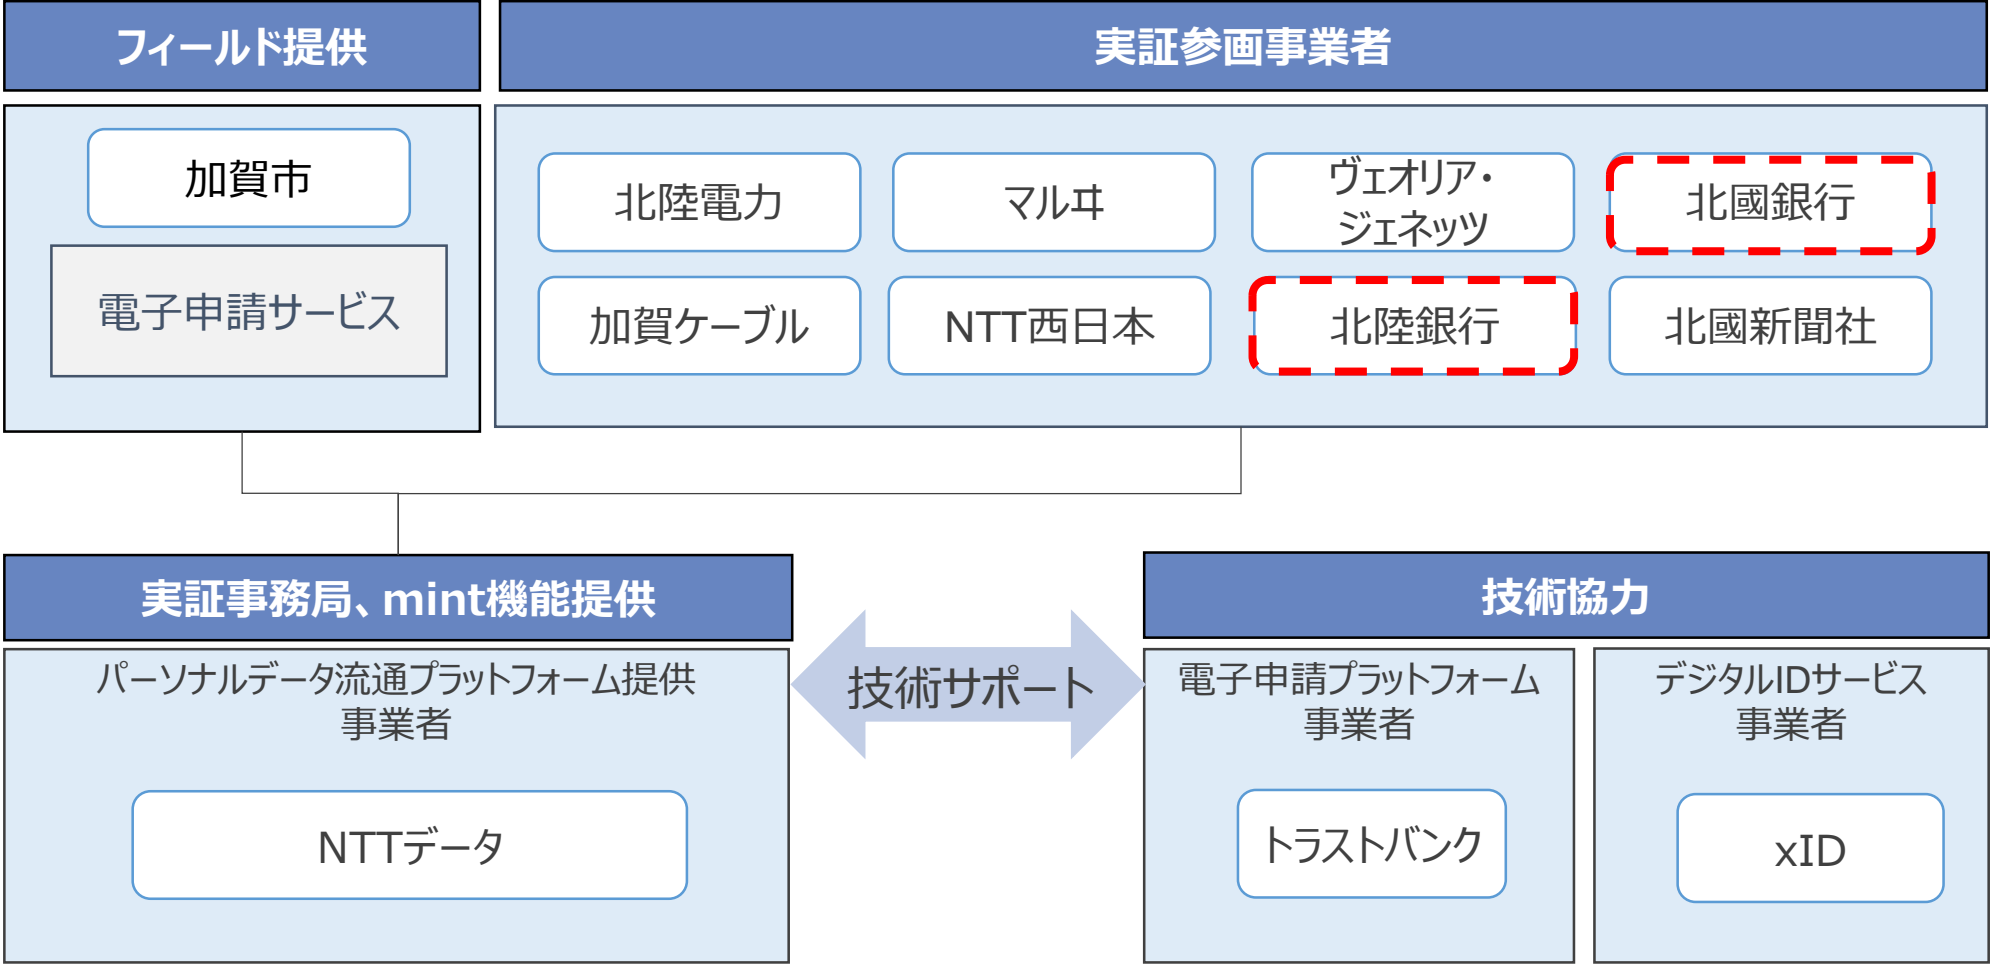 フィールド提供
実証参画事業者
加賀市
電子申請サービス
北陸電力
マルヰ
ヴェオリア・
ジェネッツ
北國銀行
加賀ケーブル
NTT西日本
北陸銀行
北國新聞社
実証事務局、mint機能提供
パーソナルデータ流通プラットフォーム提供
事業者
NTTデータ
技術サポート
技術協力
電子申請プラットフォーム
事業者
トラストバンク
デジタルIDサービス
事業者
xID